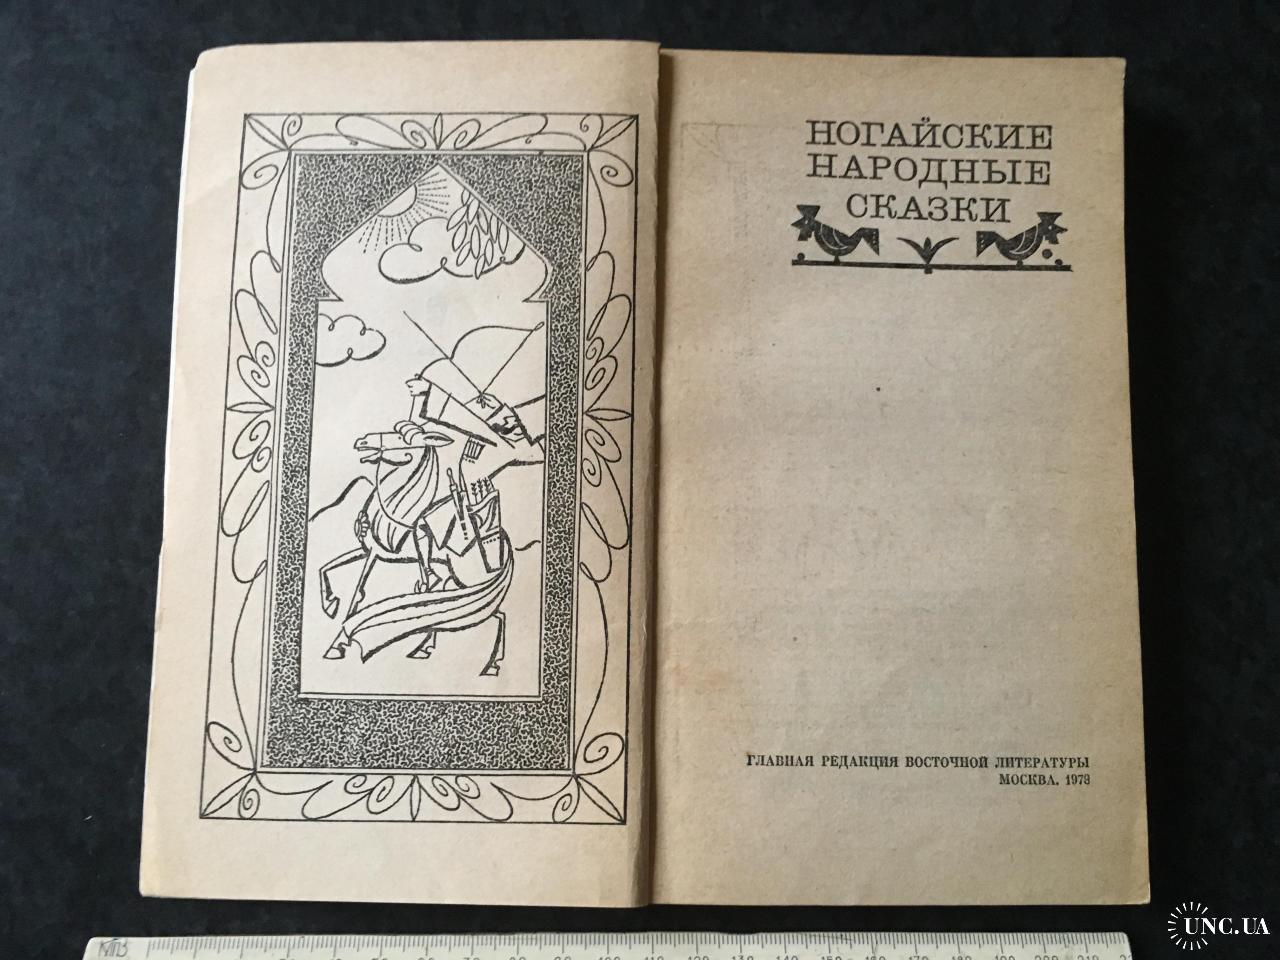 НОГАЙСКИЕ
НАРОДНЫЕ
СКАЗКИ
ГЛАВНАЯ РЕДАКЦИЯ ВОСТОЧНОЙ ЛИТЕРАТУРЫ
МОСКВА. 1979
UNC.UA